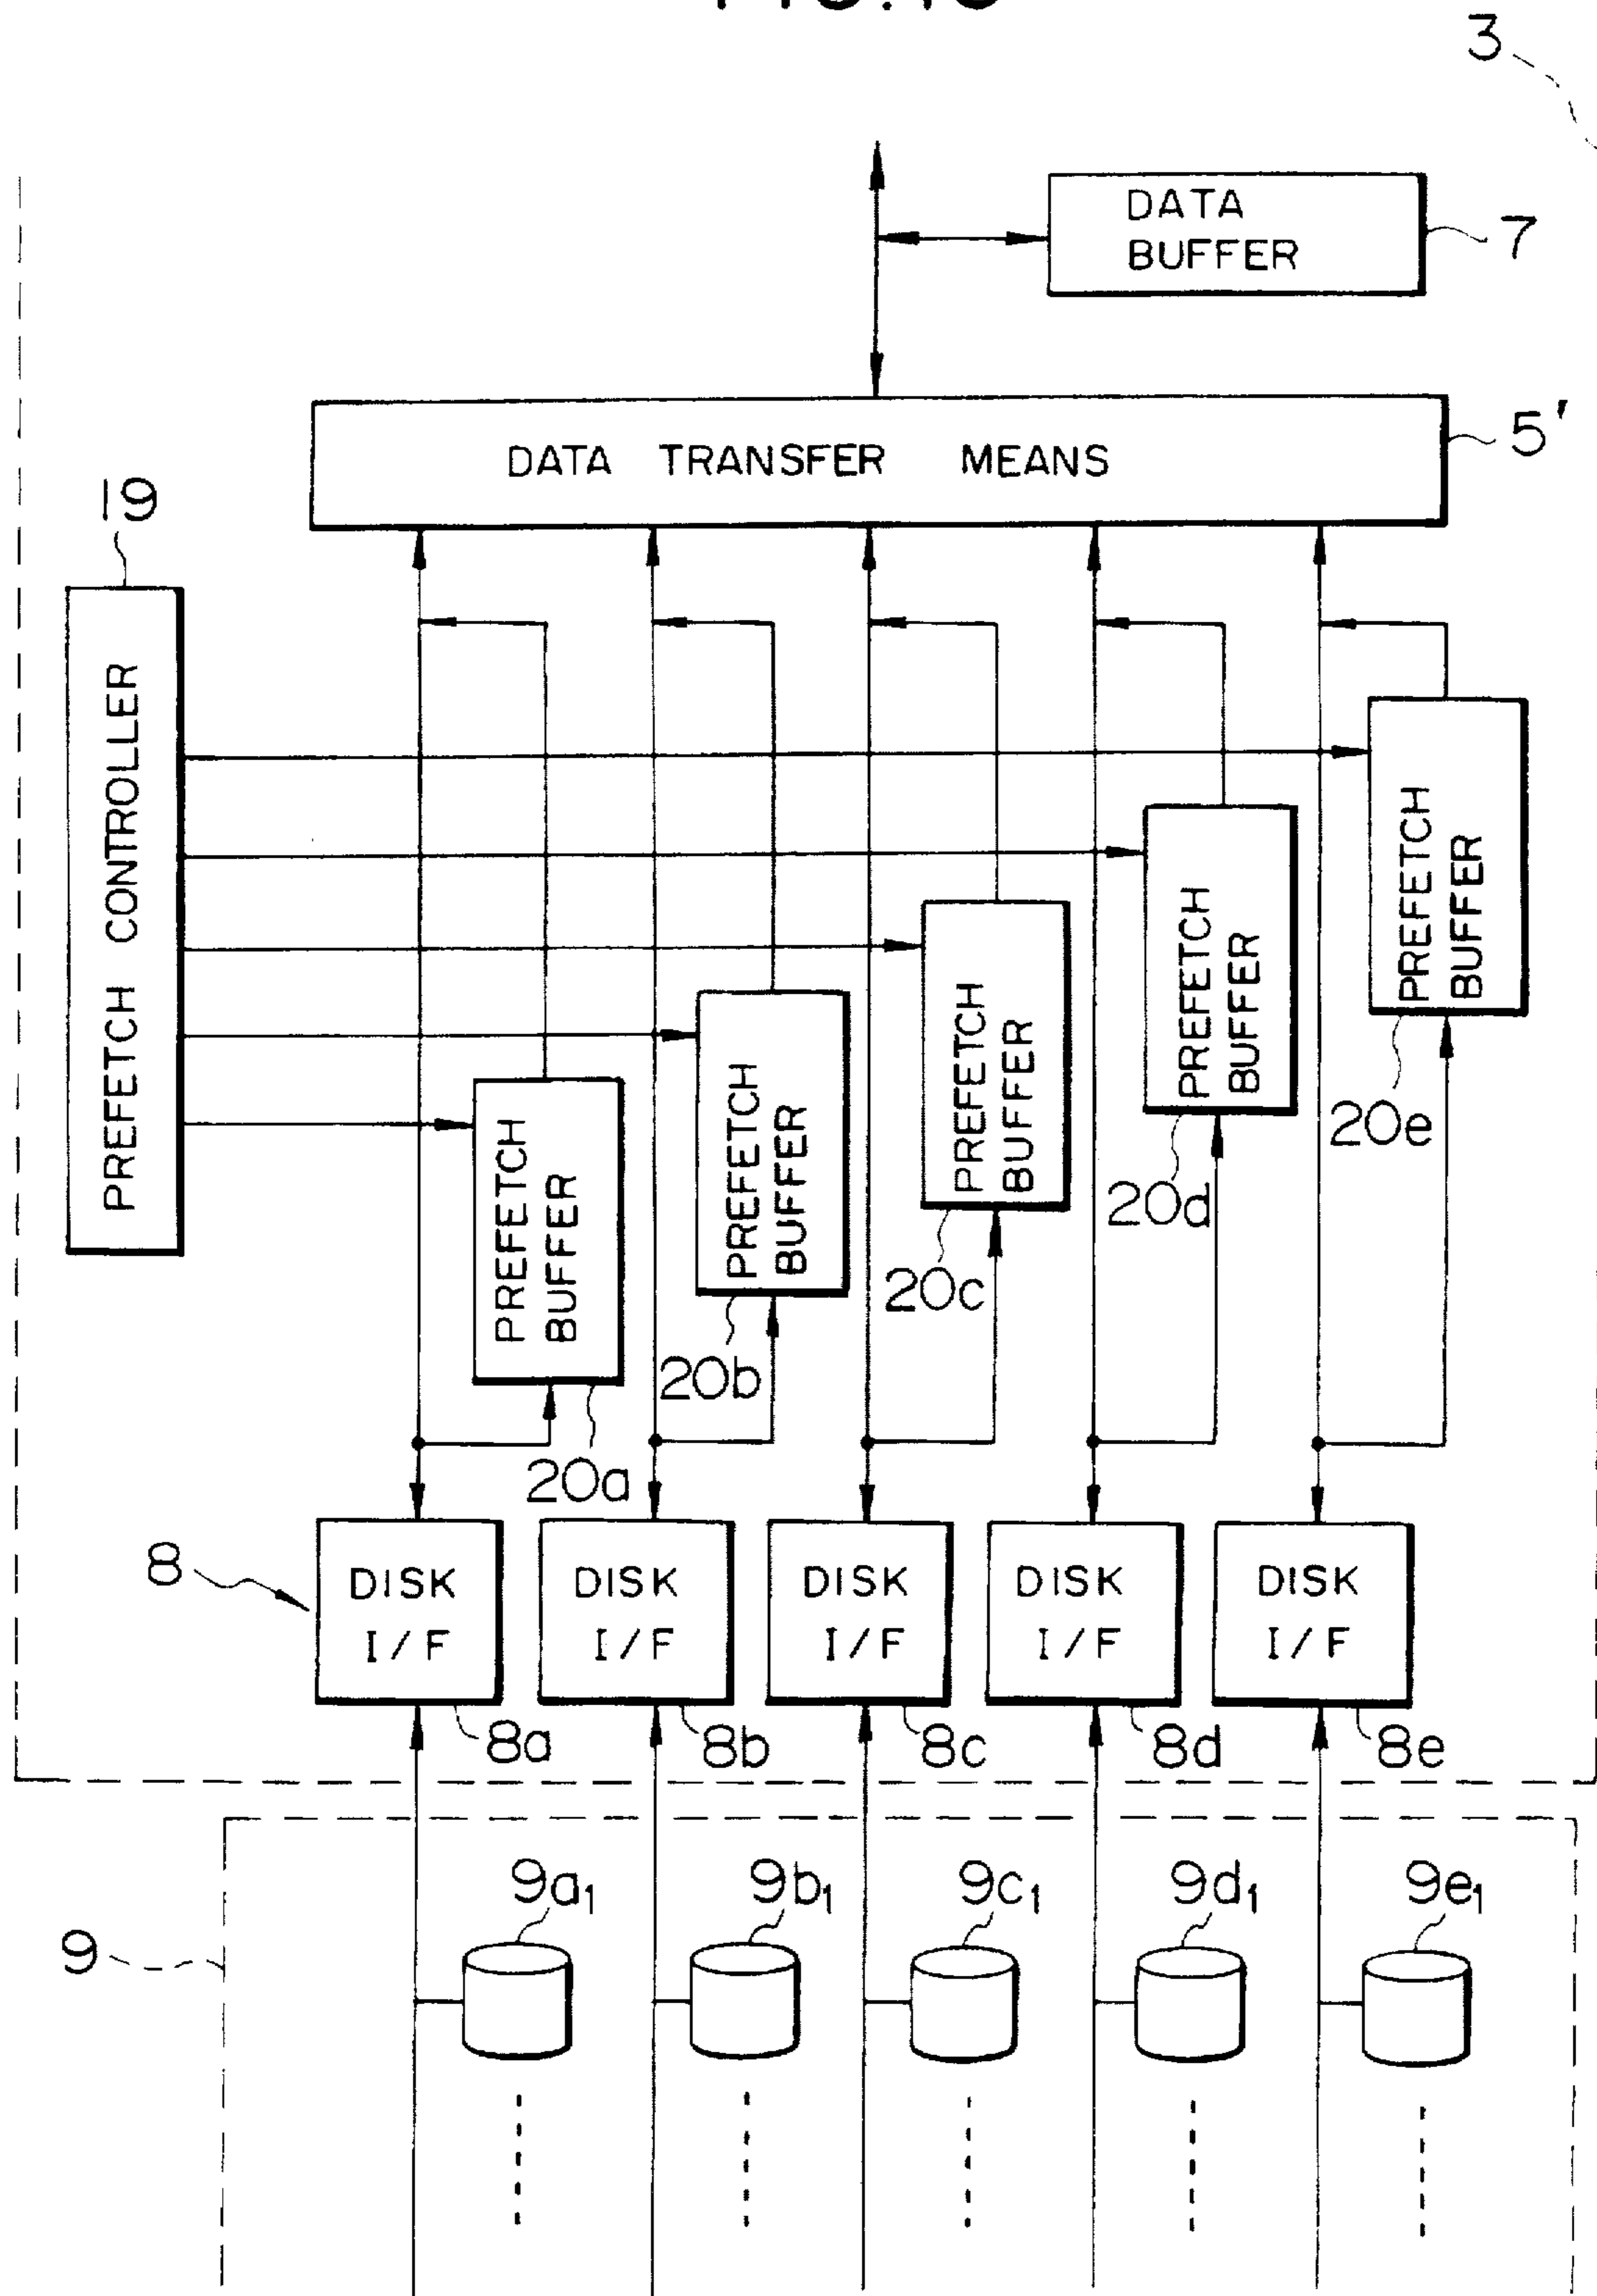 3
DATA
BUFFER
7
DATA TRANSFER MEANS
5'
19
PREFETCH CONTROLLER
PREFETCH
BUFFER
20e
PREFETCH
BUFFER
20d
PREFETCH
BUFFER
20c
PREFETCH
BUFFER
20b
PREFETCH
BUFFER
20a
8
DISK
I/F
DISK
I/F
DISK
I/F
DISK
I/F
DISK
I/F
8a
8b
8c
8d
8e
9
9a₁
9b₁
9c₁
9d₁
9e₁